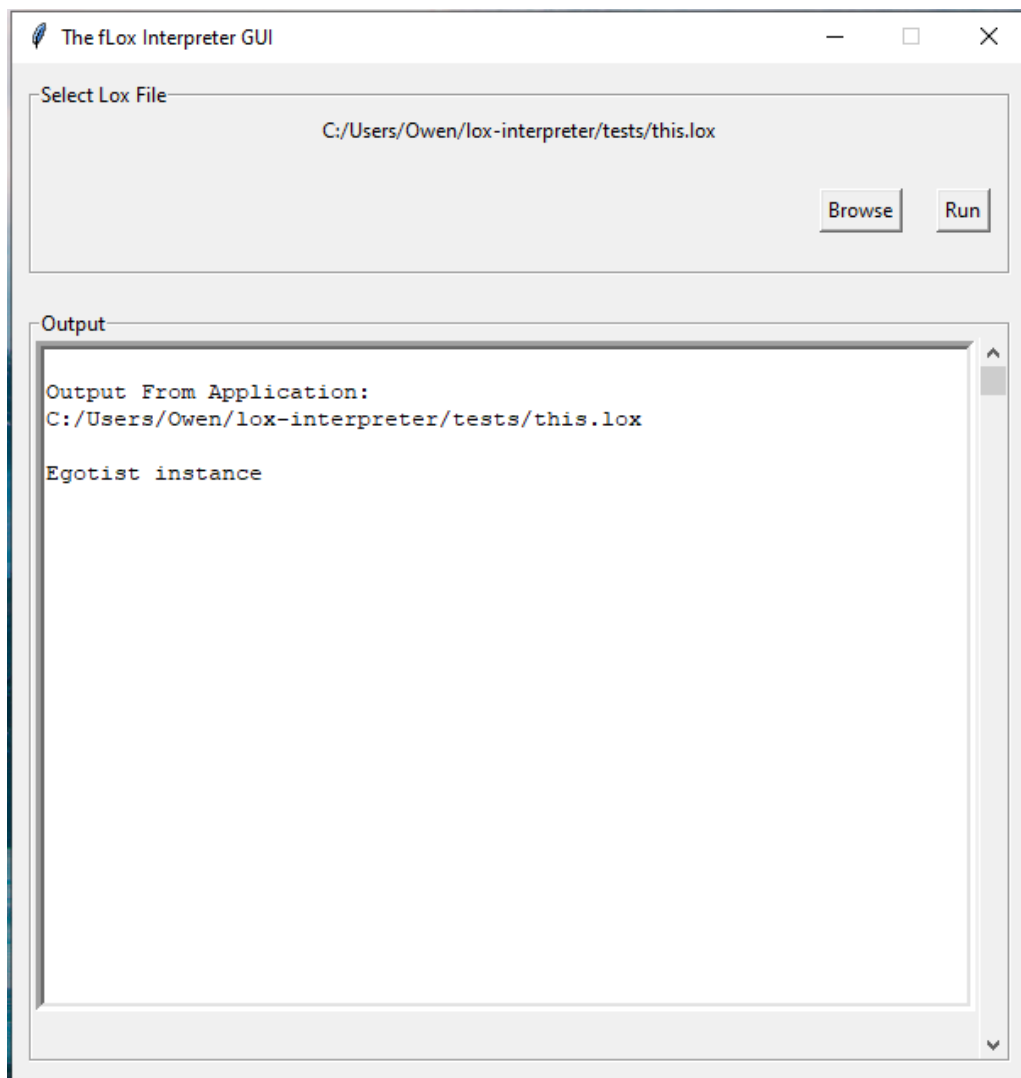 The fLox Interpreter GUI
Select Lox File
C:/Users/Owen/lox-interpreter/tests/this.lox
Browse Run
Output
Output From Application:
C:/Users/Owen/lox-interpreter/tests/this.lox
Egotist instance